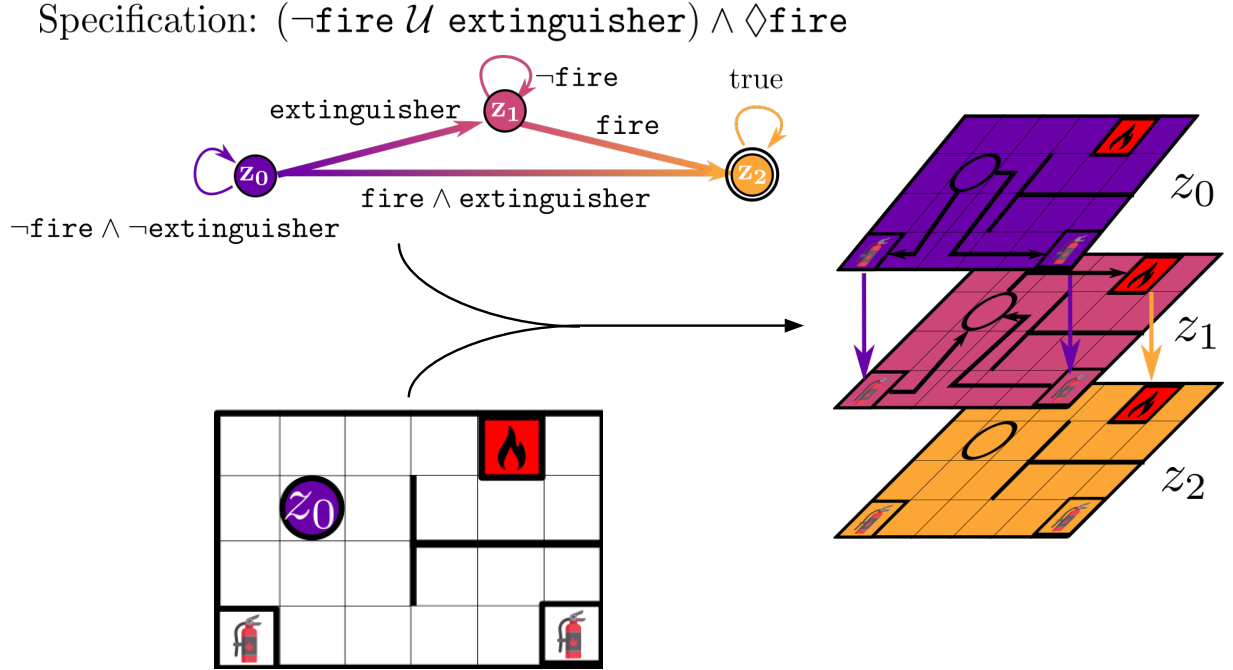 Specification: (¬fire 𝒰 extinguisher) ∧ ◊fire
¬fire
true
extinguisher
z₁
fire
z₀
z₂
fire ∧ extinguisher
¬fire ∧ ¬extinguisher
z₀
z₁
z₂
z₀